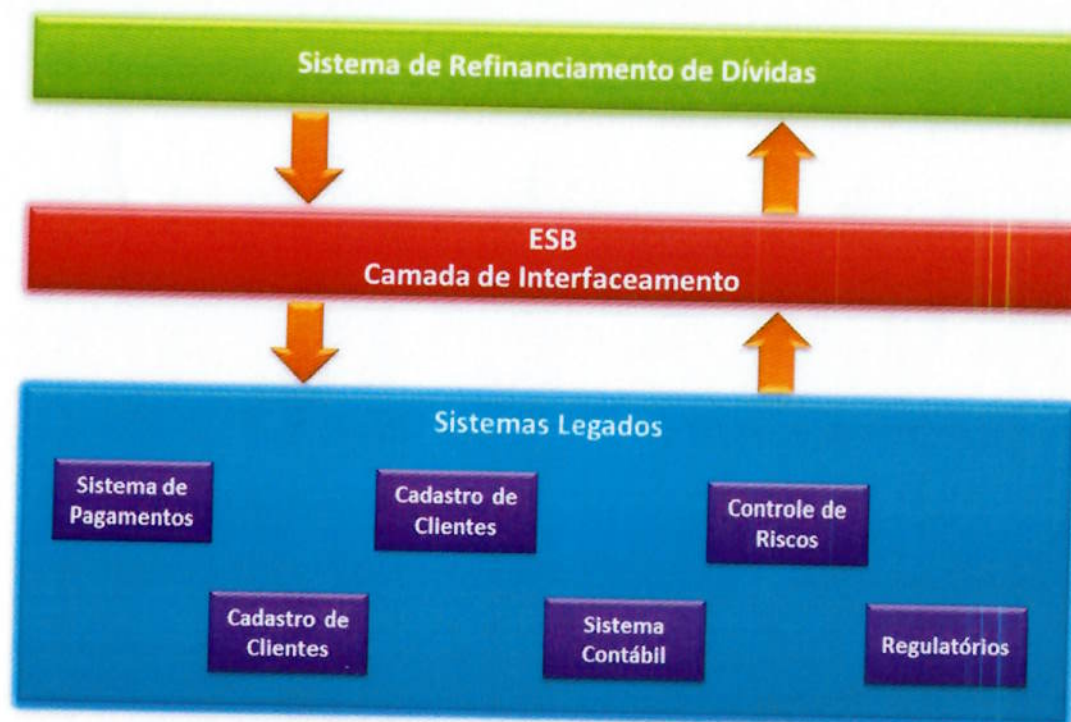 Sistema de Refinanciamento de Dívidas
ESB
Camada de Interfaceamento
Sistemas Legados
Sistema de
Pagamentos
Cadastro de
Clientes
Controle de
Riscos
Cadastro de
Clientes
Sistema
Contábil
Regulatórios